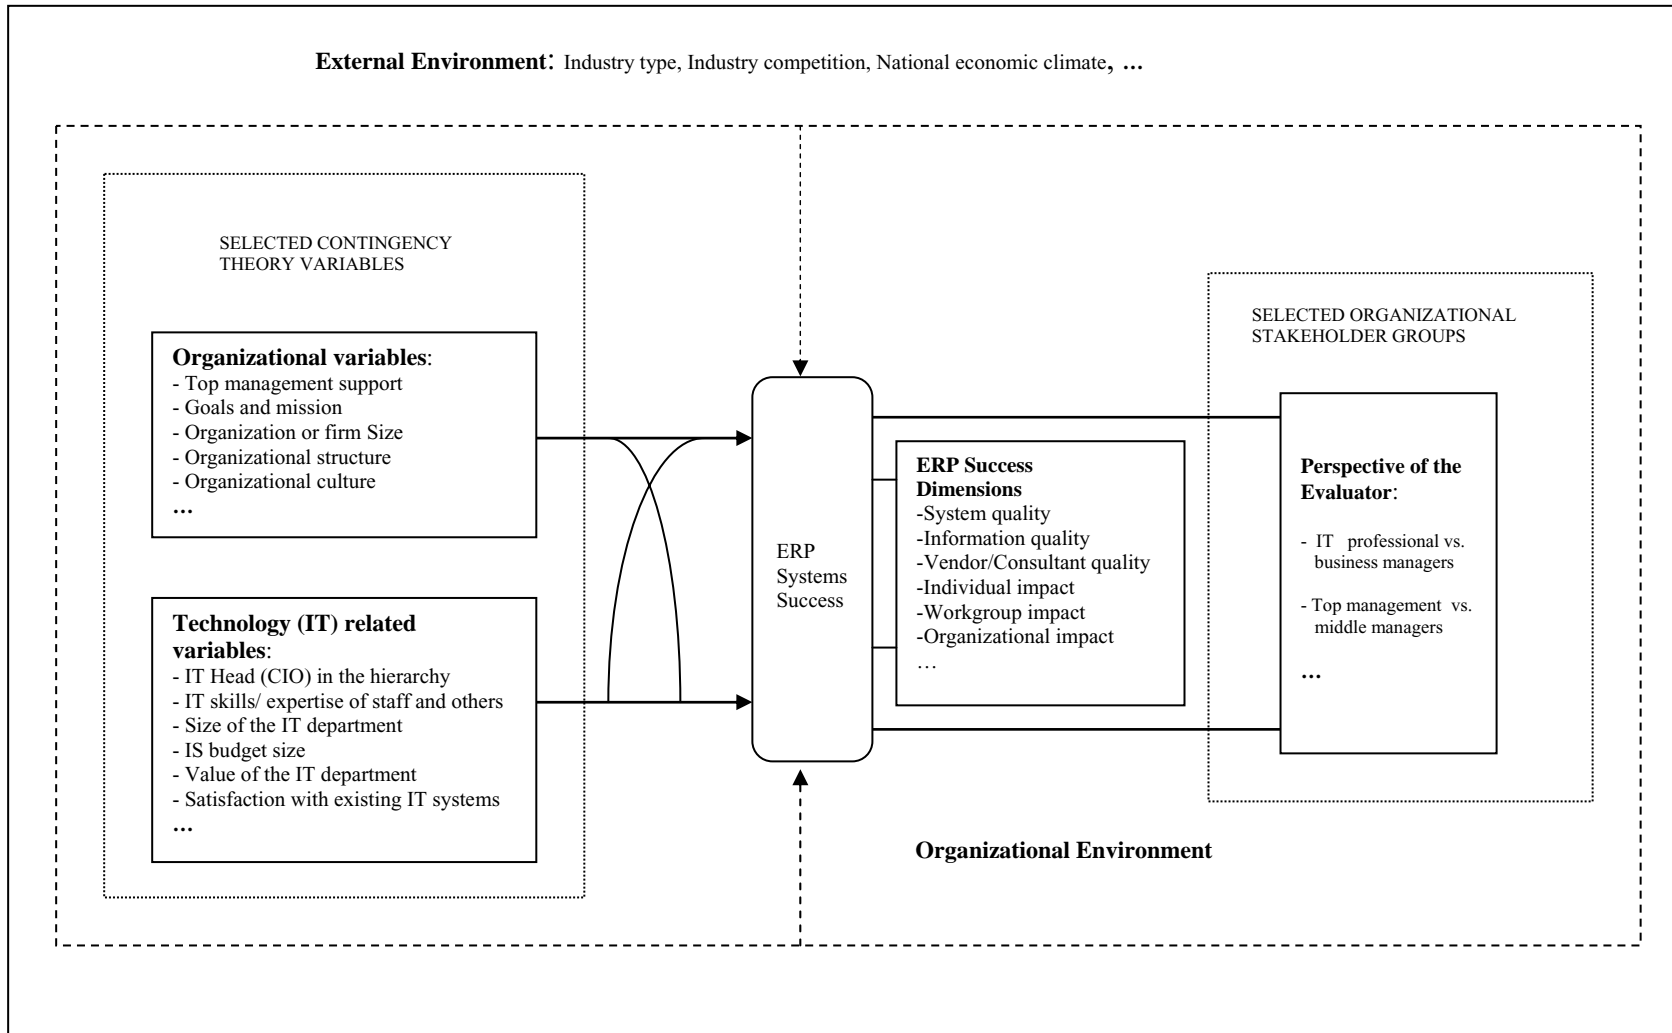 External Environment: Industry type, Industry competition, National economic climate, ...
SELECTED CONTINGENCY
THEORY VARIABLES
Organizational variables:
- Top management support
- Goals and mission
- Organization or firm Size
- Organizational structure
- Organizational culture
...
Technology (IT) related
variables:
- IT Head (CIO) in the hierarchy
- IT skills/ expertise of staff and others
- Size of the IT department
- IS budget size
- Value of the IT department
- Satisfaction with existing IT systems
...
ERP
Systems
Success
ERP Success
Dimensions
-System quality
-Information quality
-Vendor/Consultant quality
-Individual impact
-Workgroup impact
-Organizational impact
...
SELECTED ORGANIZATIONAL
STAKEHOLDER GROUPS
Perspective of the
Evaluator:
- IT professional vs.
business managers
- Top management vs.
middle managers
...
Organizational Environment